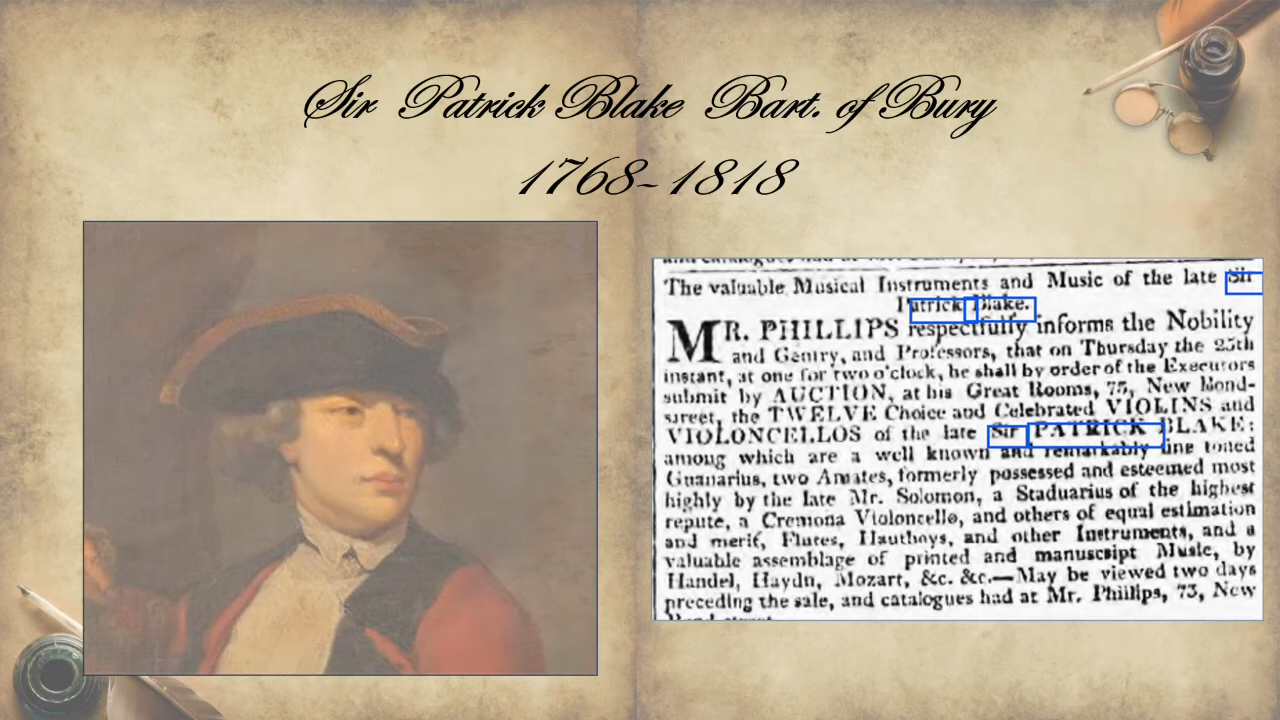 Sir Patrick Blake Bart. of Bury
1768-1818
The valuable Musical Instruments and Music of the late Sir
Patrick Blake.
MR. PHILLIPS respectfully informs the Nobility
and Gentry, and Professors, that on Thursday the 25th
instant, at one for two o'clock, he shall by order of the Executors
submit by AUCTION, at his Great Rooms, 73, New Bond-
street, the TWELVE Choice and Celebrated VIOLINS and
VIOLONCELLOS of the late Sir PATRICK BLAKE:
among which are a well known and remarkably fine toned
Guanarius, two Amates, formerly possessed and esteemed most
highly by the late Mr. Solomon, a Staduarius of the highest
repute, a Cremona Violoncello, and others of equal estimation
and merit, Flutes, Hautboys, and other Instruments, and a
valuable assemblage of printed and manuscript Music, by
Handel, Haydn, Mozart, &c. &c.—May be viewed two days
preceding the sale, and catalogues had at Mr. Phillips, 73, New